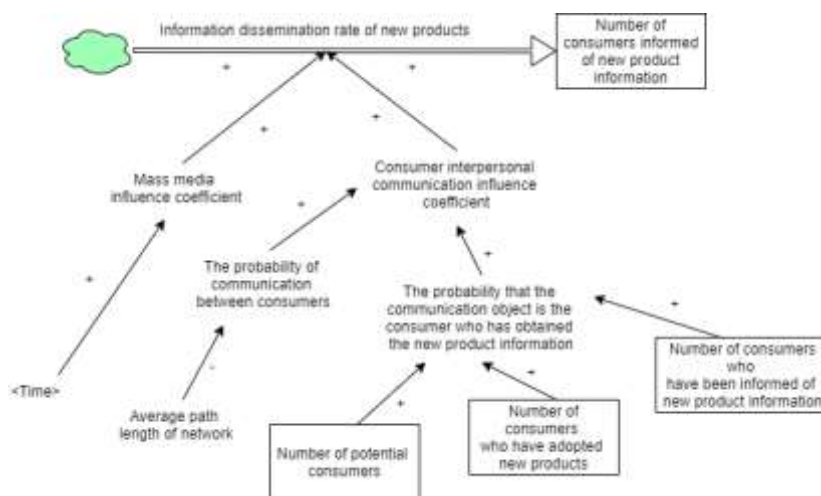 Information dissemination rate of new products
Number of
consumers informed
of new product
information
+
+
+
+
Mass media
influence coefficient
Consumer interpersonal
communication influence
coefficient
+
+
+
The probability of
communication
between consumers
The probability that the
communication object is the
consumer who has obtained
the new product information
+
-
+
+
<Time>
Average path
length of network
Number of potential
consumers
Number of
consumers
who have adopted
new products
Number of consumers
who
have been informed of
new product information